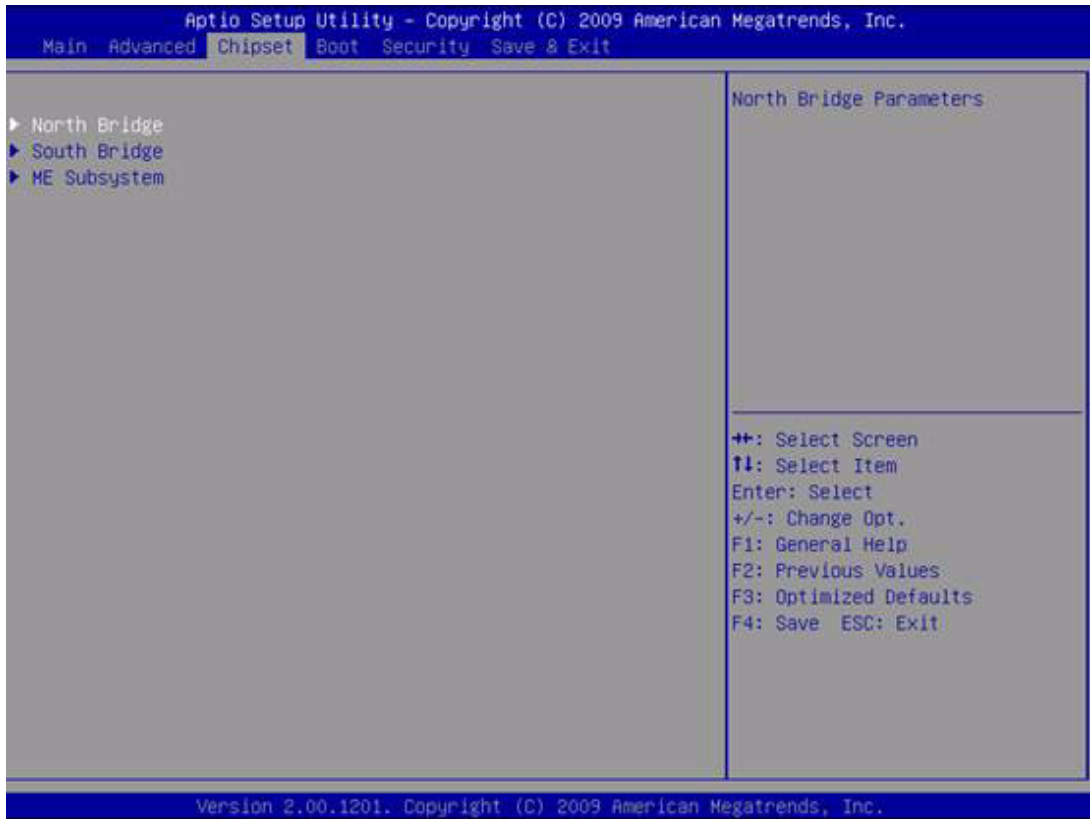 Aptio Setup Utility - Copyright (C) 2009 American Megatrends, Inc.
Main Advanced Chipset Boot Security Save & Exit
North Bridge
South Bridge
ME Subsystem
North Bridge Parameters
→←: Select Screen
↑↓: Select Item
Enter: Select
+/-: Change Opt.
F1: General Help
F2: Previous Values
F3: Optimized Defaults
F4: Save ESC: Exit
Version 2.00.1201. Copyright (C) 2009 American Megatrends, Inc.